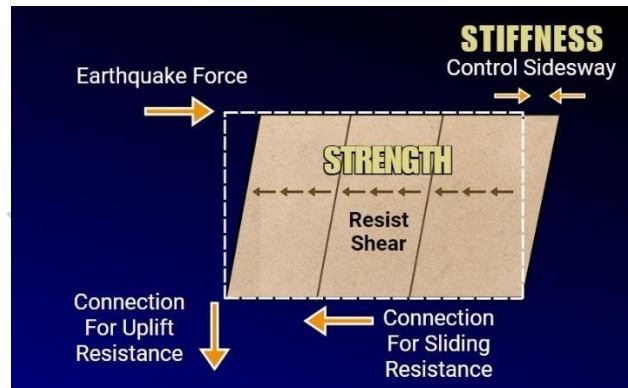 STIFFNESS
Control Sidesway
Earthquake Force
STRENGTH
Resist
Shear
Connection
For Uplift
Resistance
Connection
For Sliding
Resistance